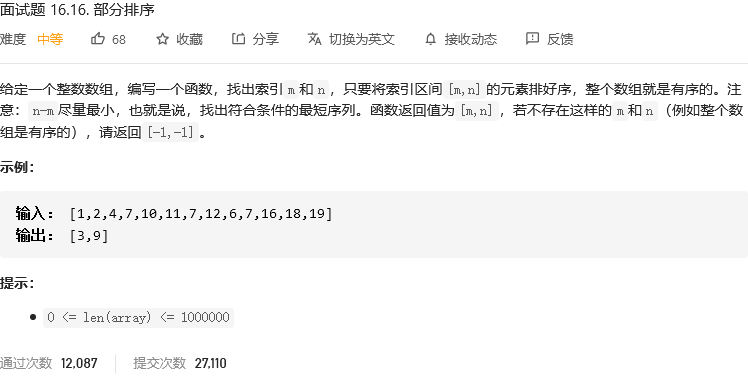 面试题 16.16. 部分排序
难度 中等 68 收藏 分享 切换为英文 接收动态 反馈
给定一个整数数组，编写一个函数，找出索引 m 和 n ，只要将索引区间 [m,n] 的元素排好序，整个数组就是有序的。注
意： n-m 尽量最小，也就是说，找出符合条件的最短序列。函数返回值为 [m,n] ，若不存在这样的 m 和 n （例如整个数
组是有序的），请返回 [-1,-1] 。
示例：
输入： [1,2,4,7,10,11,7,12,6,7,16,18,19]
输出： [3,9]
提示：
0 <= len(array) <= 1000000
通过次数 12,087 提交次数 27,110